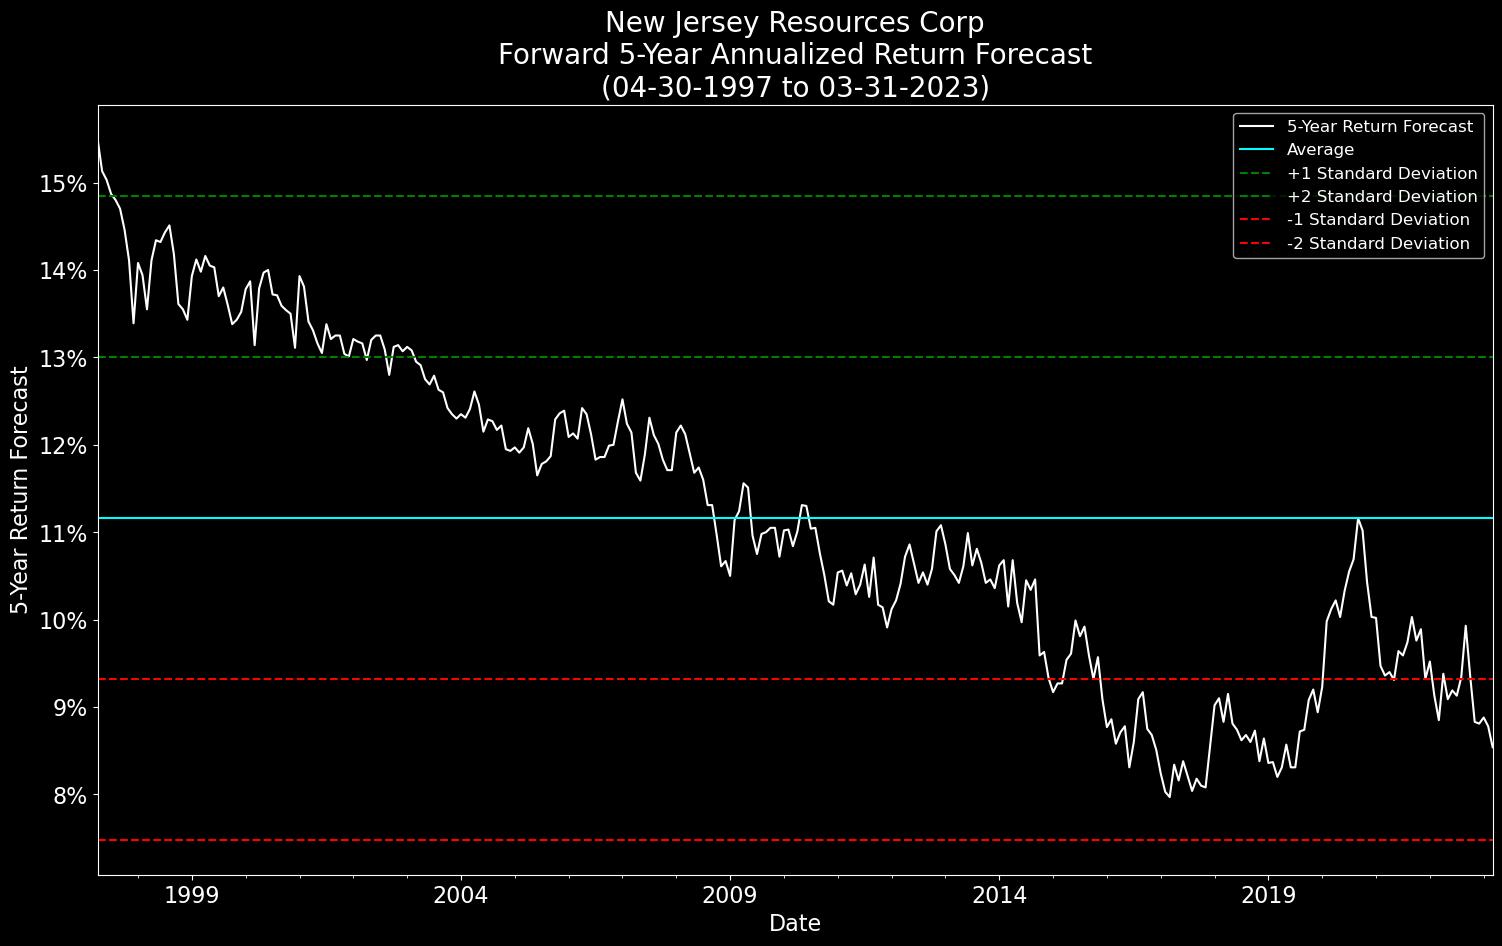 New Jersey Resources Corp
Forward 5-Year Annualized Return Forecast
(04-30-1997 to 03-31-2023)
5-Year Return Forecast
Average
+1 Standard Deviation
+2 Standard Deviation
-1 Standard Deviation
-2 Standard Deviation
5-Year Return Forecast
15%
14%
13%
12%
11%
10%
9%
8%
1999
2004
2009
2014
2019
Date